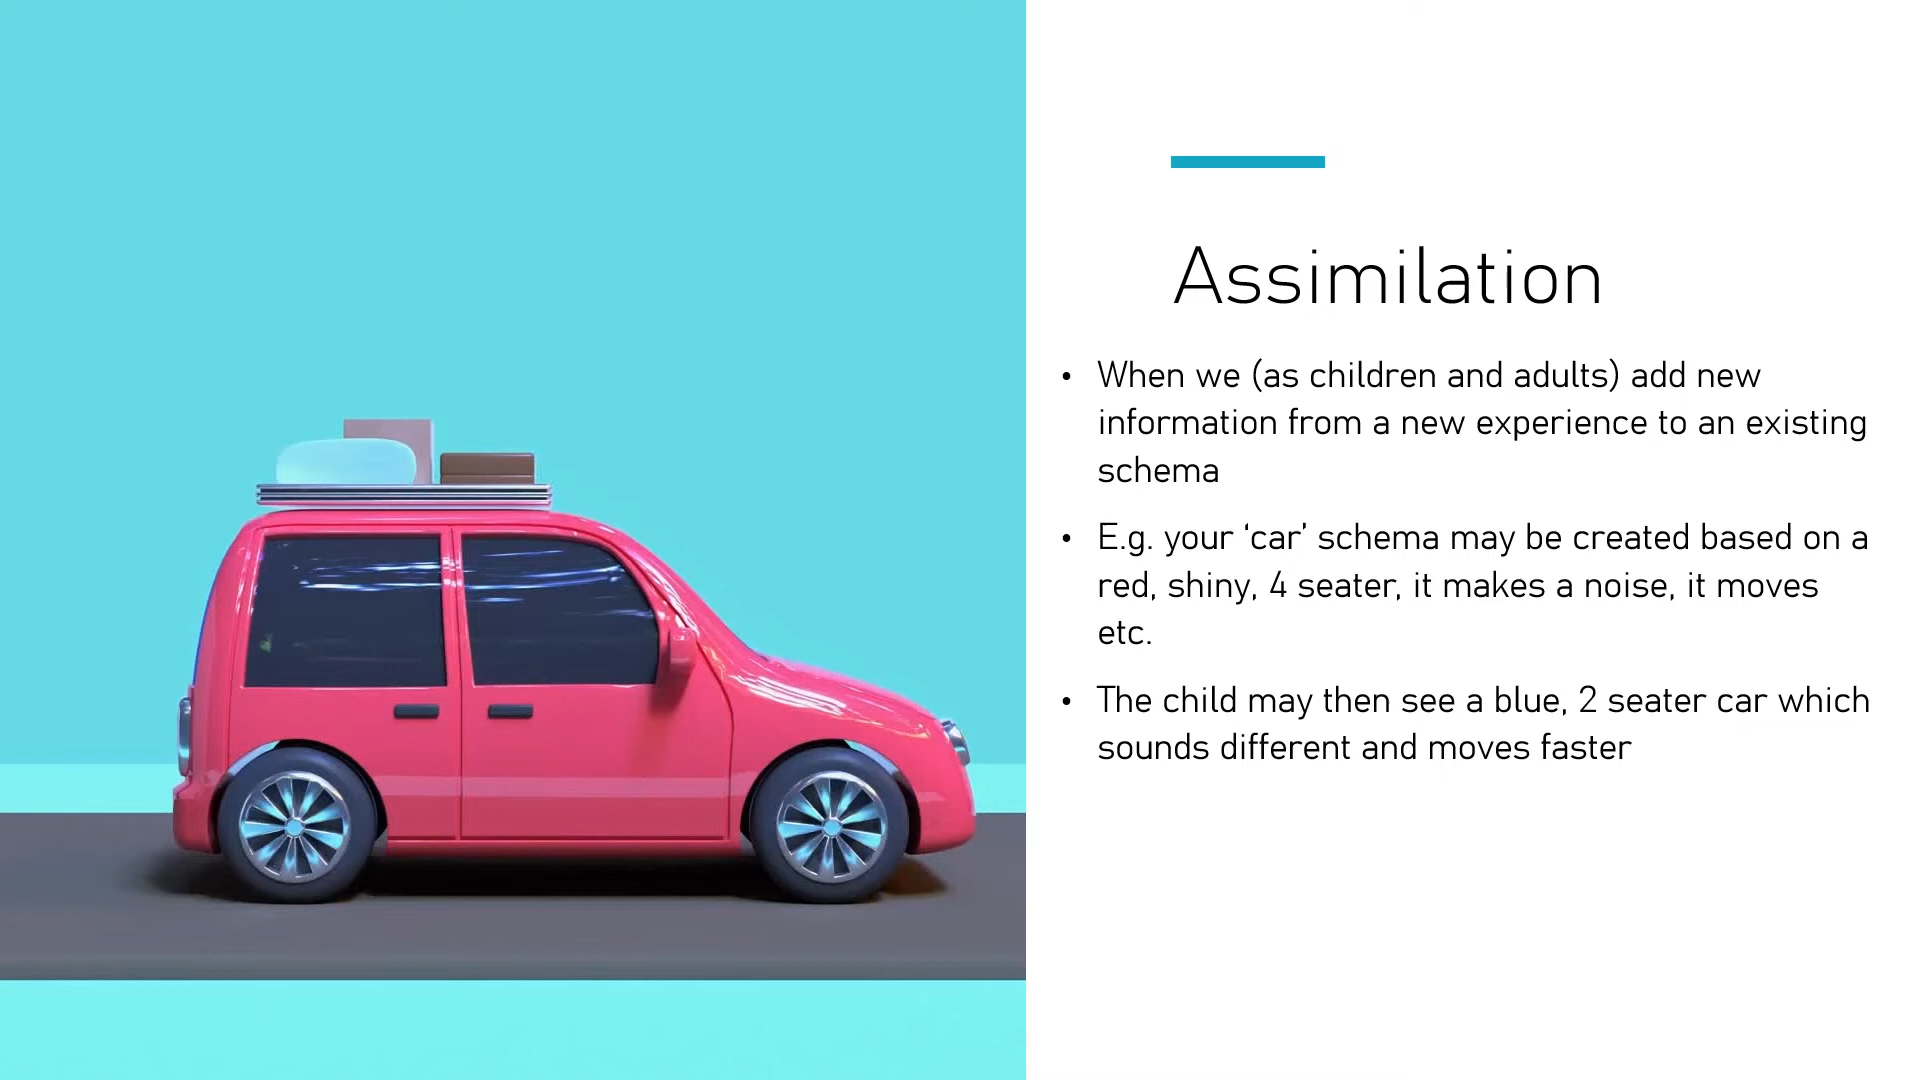 Assimilation
• When we (as children and adults) add new
information from a new experience to an existing
schema
• E.g. your ‘car’ schema may be created based on a
red, shiny, 4 seater, it makes a noise, it moves
etc.
• The child may then see a blue, 2 seater car which
sounds different and moves faster